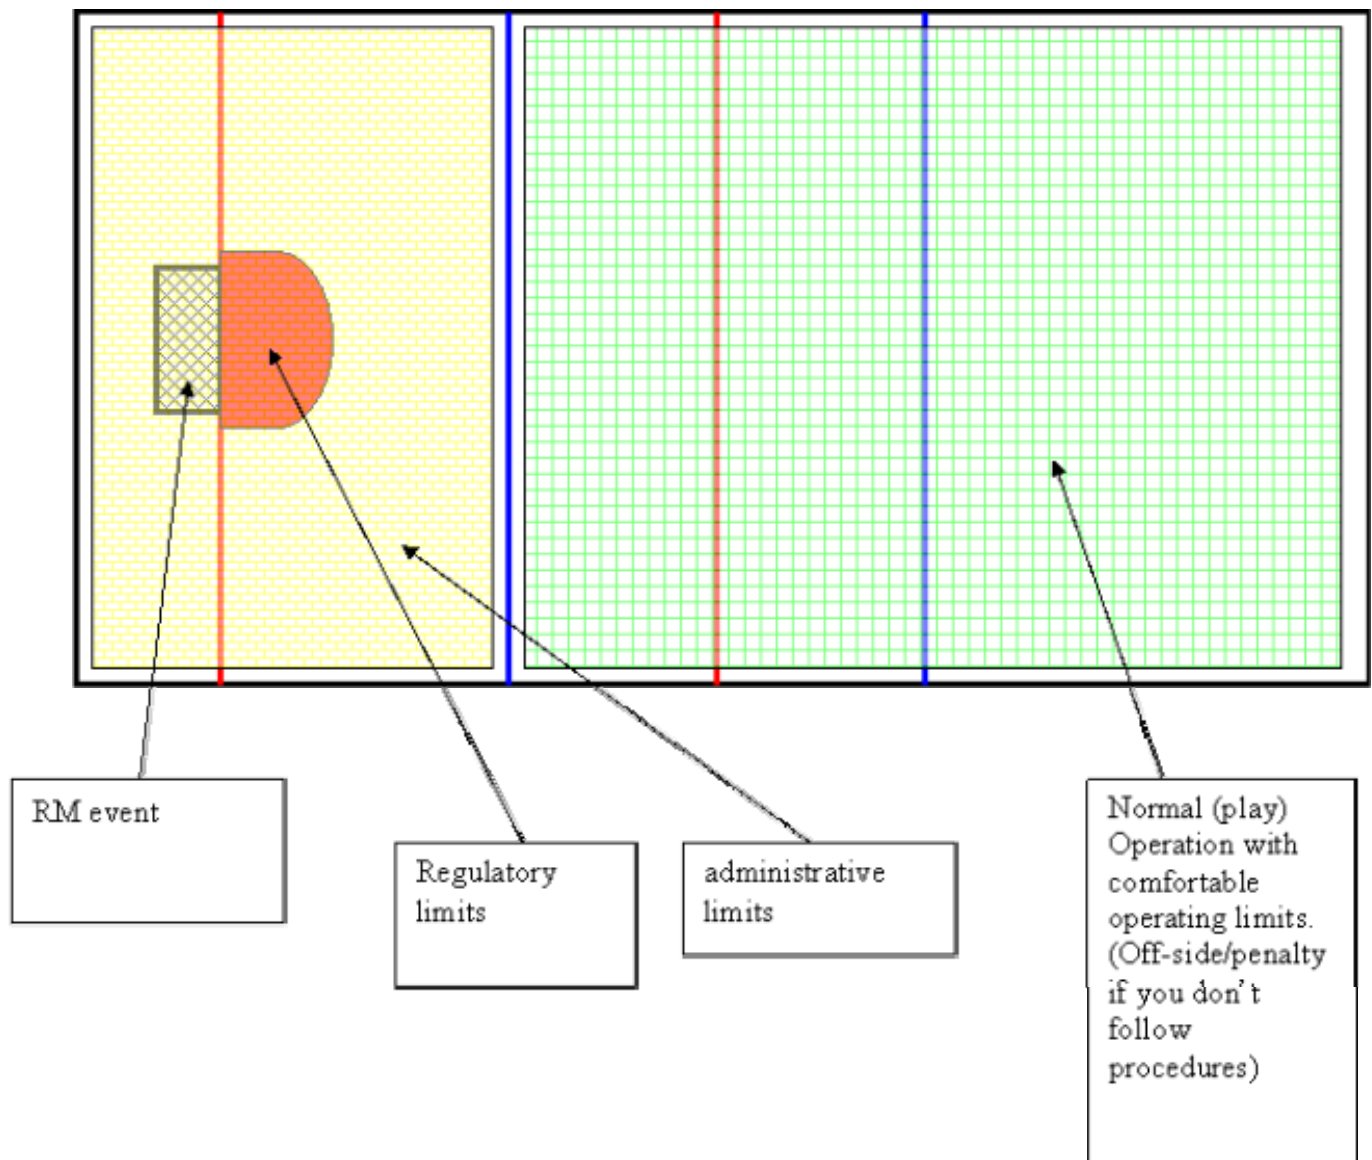 RM event
Regulatory
limits
administrative
limits
Normal (play)
Operation with
comfortable
operating limits.
(Off-side/penalty
if you don't
follow
procedures)